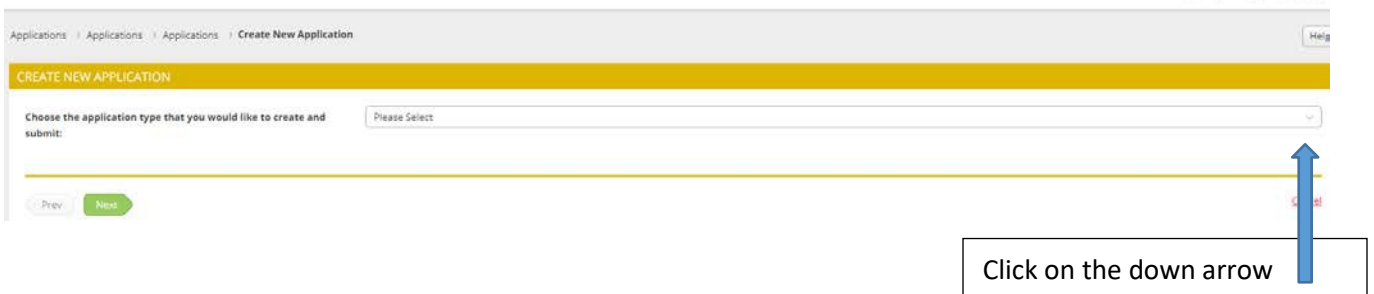 Applications › Applications › Applications › Create New Application
Help
CREATE NEW APPLICATION
Choose the application type that you would like to create and
submit:
Please Select
Prev
Next
Click on the down arrow